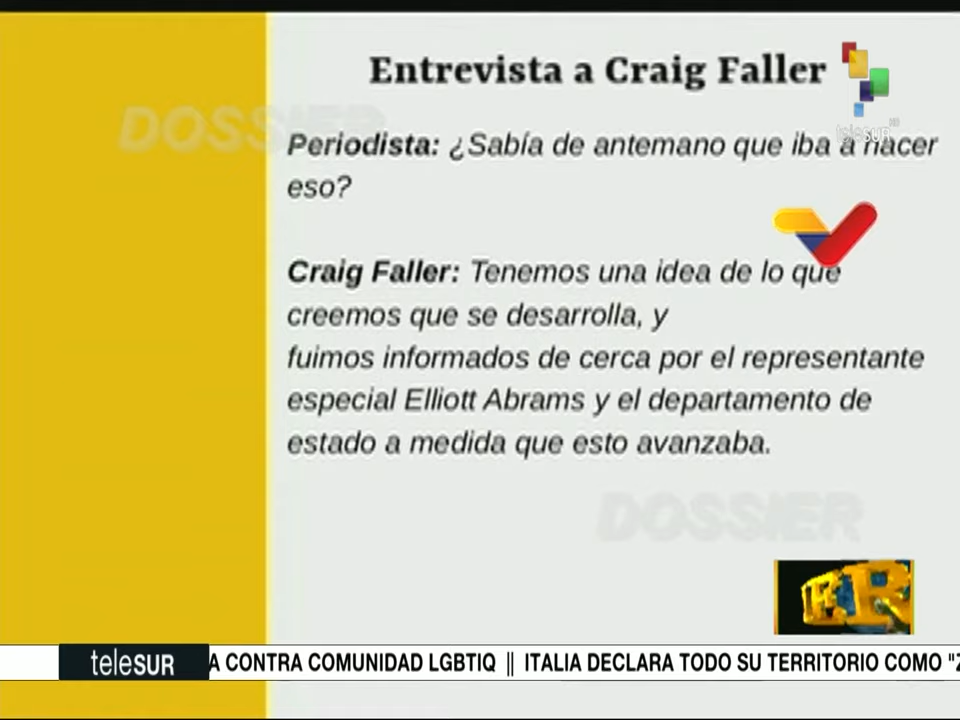 Entrevista a Craig Faller
teleSUR HD
DOSSIER
Periodista: ¿Sabía de antemano que iba a hacer
eso?
Craig Faller: Tenemos una idea de lo que
creemos que se desarrolla, y
fuimos informados de cerca por el representante
especial Elliott Abrams y el departamento de
estado a medida que esto avanzaba.
DOSSIER
ER
teleSUR A CONTRA COMUNIDAD LGBTIQ || ITALIA DECLARA TODO SU TERRITORIO COMO "Z